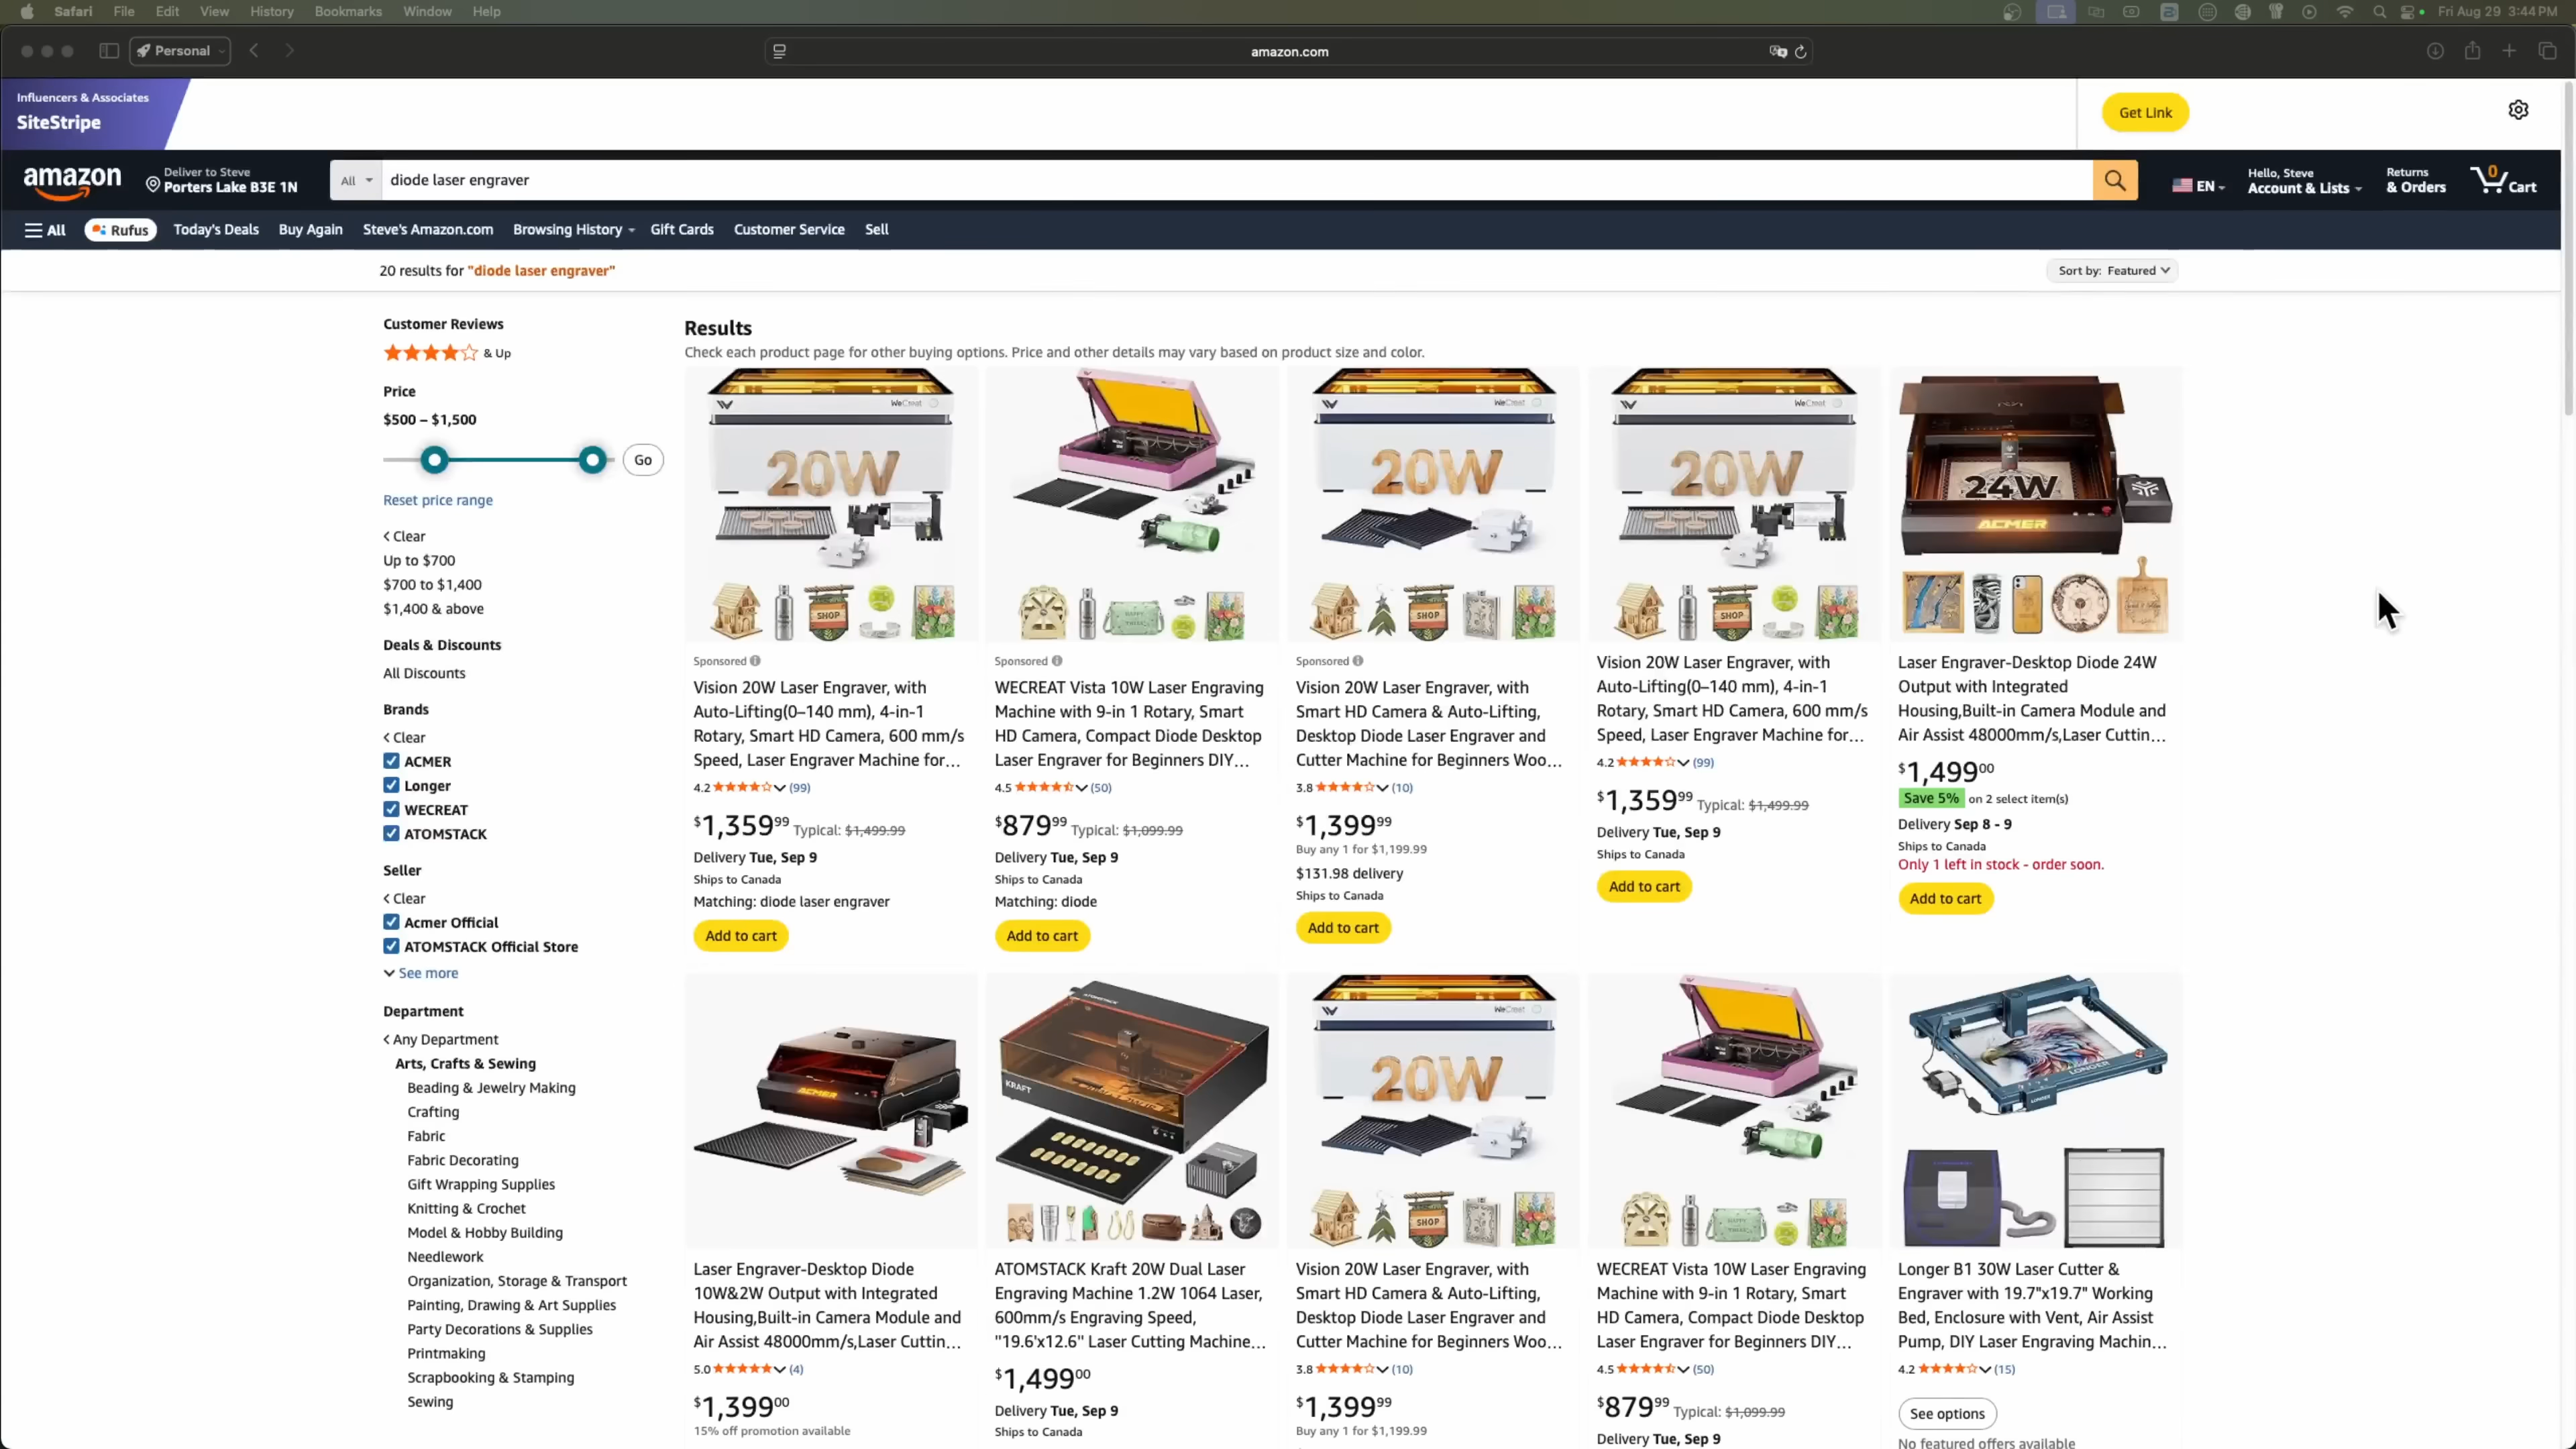 Safari File Edit View History Bookmarks Window Help
Fri Aug 29 3:44 PM
Personal
amazon.com
Influencers & Associates
SiteStripe
Get Link
amazon
Deliver to Steve
Porters Lake B3E 1N
All
diode laser engraver
EN
Hello, Steve
Account & Lists
Returns
& Orders
0
Cart
All
Rufus
Today's Deals
Buy Again
Steve's Amazon.com
Browsing History
Gift Cards
Customer Service
Sell
20 results for "diode laser engraver"
Sort by: Featured
Customer Reviews
& Up
Price
$500 – $1,500
Go
Reset price range
Clear
Up to $700
$700 to $1,400
$1,400 & above
Deals & Discounts
All Discounts
Brands
Clear
ACMER
Longer
WECREAT
ATOMSTACK
Seller
Clear
Acmer Official
ATOMSTACK Official Store
See more
Department
Any Department
Arts, Crafts & Sewing
Beading & Jewelry Making
Crafting
Fabric
Fabric Decorating
Gift Wrapping Supplies
Knitting & Crochet
Model & Hobby Building
Needlework
Organization, Storage & Transport
Painting, Drawing & Art Supplies
Party Decorations & Supplies
Printmaking
Scrapbooking & Stamping
Sewing
Results
Check each product page for other buying options. Price and other details may vary based on product size and color.
WeCreat
20W
SHOP
Sponsored
Vision 20W Laser Engraver, with
Auto-Lifting(0–140 mm), 4-in-1
Rotary, Smart HD Camera, 600 mm/s
Speed, Laser Engraver Machine for…
4.2 (99)
$1,359.99 Typical: $1,499.99
Delivery Tue, Sep 9
Ships to Canada
Matching: diode laser engraver
Add to cart
Sponsored
WECREAT Vista 10W Laser Engraving
Machine with 9-in 1 Rotary, Smart
HD Camera, Compact Diode Desktop
Laser Engraver for Beginners DIY…
4.5 (50)
$879.99 Typical: $1,099.99
Delivery Tue, Sep 9
Ships to Canada
Matching: diode
Add to cart
WeCreat
20W
SHOP
Sponsored
Vision 20W Laser Engraver, with
Smart HD Camera & Auto-Lifting,
Desktop Diode Laser Engraver and
Cutter Machine for Beginners Woo…
3.8 (10)
$1,399.99
Buy any 1 for $1,199.99
$131.98 delivery
Ships to Canada
Add to cart
WeCreat
20W
SHOP
Vision 20W Laser Engraver, with
Auto-Lifting(0–140 mm), 4-in-1
Rotary, Smart HD Camera, 600 mm/s
Speed, Laser Engraver Machine for…
4.2 (99)
$1,359.99 Typical: $1,499.99
Delivery Tue, Sep 9
Ships to Canada
Add to cart
24W
ACMER
Laser Engraver-Desktop Diode 24W
Output with Integrated
Housing,Built-in Camera Module and
Air Assist 48000mm/s,Laser Cuttin…
$1,499.00
Save 5% on 2 select item(s)
Delivery Sep 8 - 9
Ships to Canada
Only 1 left in stock - order soon.
Add to cart
ACMER
Laser Engraver-Desktop Diode
10W&2W Output with Integrated
Housing,Built-in Camera Module and
Air Assist 48000mm/s,Laser Cuttin…
5.0 (4)
$1,399.00
15% off promotion available
ATOMSTACK
KRAFT
ATOMSTACK Kraft 20W Dual Laser
Engraving Machine 1.2W 1064 Laser,
600mm/s Engraving Speed,
"19.6'x12.6'' Laser Cutting Machine…
$1,499.00
Delivery Tue, Sep 9
Ships to Canada
WeCreat
20W
SHOP
Vision 20W Laser Engraver, with
Smart HD Camera & Auto-Lifting,
Desktop Diode Laser Engraver and
Cutter Machine for Beginners Woo…
3.8 (10)
$1,399.99
Buy any 1 for $1,199.99
WECREAT Vista 10W Laser Engraving
Machine with 9-in 1 Rotary, Smart
HD Camera, Compact Diode Desktop
Laser Engraver for Beginners DIY…
4.5 (50)
$879.99 Typical: $1,099.99
Delivery Tue, Sep 9
LONGER
Longer B1 30W Laser Cutter &
Engraver with 19.7"x19.7" Working
Bed, Enclosure with Vent, Air Assist
Pump, DIY Laser Engraving Machin…
4.2 (15)
See options
No featured offers available